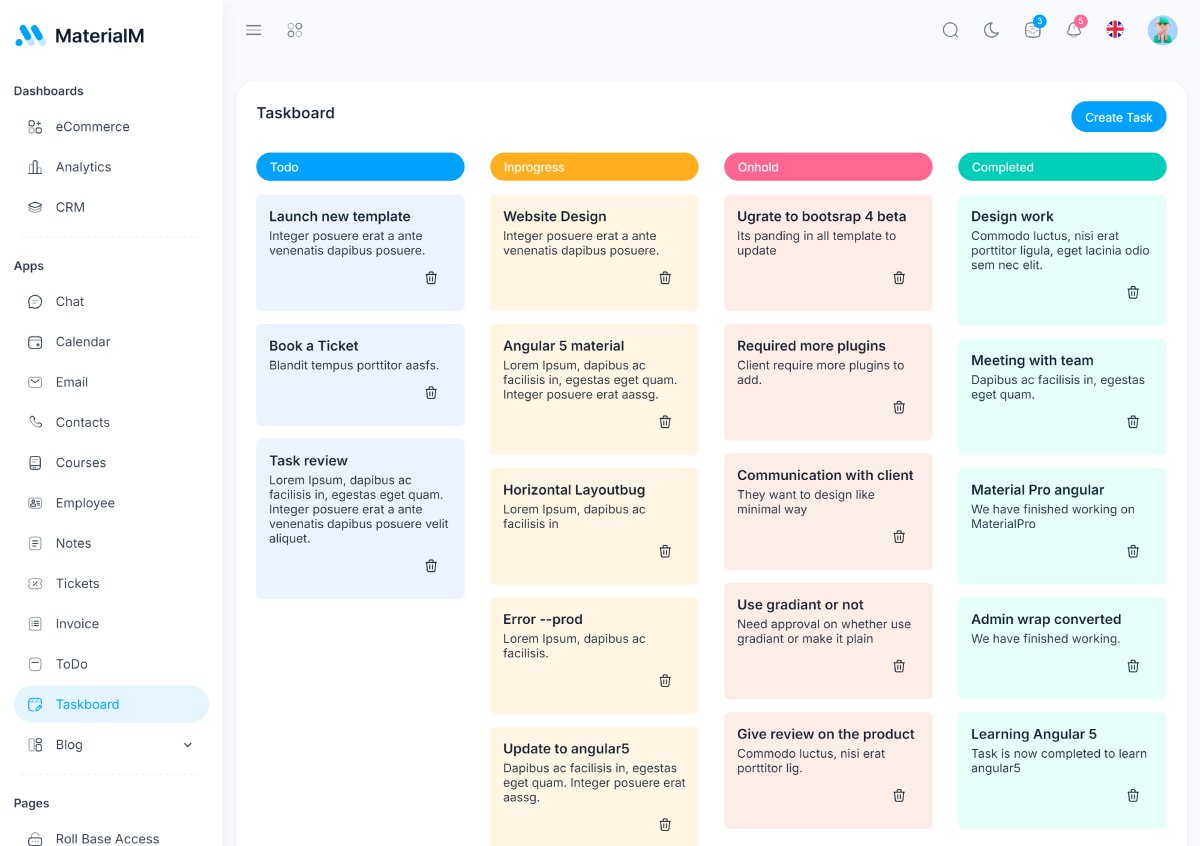 MaterialM
3
5
Dashboards
eCommerce
Analytics
CRM
Apps
Chat
Calendar
Email
Contacts
Courses
Employee
Notes
Tickets
Invoice
ToDo
Taskboard
Blog
Pages
Roll Base Access
Taskboard
Create Task
Todo
Launch new template
Integer posuere erat a ante
venenatis dapibus posuere.
Book a Ticket
Blandit tempus porttitor aasfs.
Task review
Lorem Ipsum, dapibus ac
facilisis in, egestas eget quam.
Integer posuere erat a ante
venenatis dapibus posuere velit
aliquet.
Inprogress
Website Design
Integer posuere erat a ante
venenatis dapibus posuere.
Angular 5 material
Lorem Ipsum, dapibus ac
facilisis in, egestas eget quam.
Integer posuere erat aassg.
Horizontal Layoutbug
Lorem Ipsum, dapibus ac
facilisis in
Error --prod
Lorem Ipsum, dapibus ac
facilisis.
Update to angular5
Dapibus ac facilisis in, egestas
eget quam. Integer posuere erat
aassg.
Onhold
Ugrate to bootsrap 4 beta
Its panding in all template to
update
Required more plugins
Client require more plugins to
add.
Communication with client
They want to design like
minimal way
Use gradiant or not
Need approval on whether use
gradiant or make it plain
Give review on the product
Commodo luctus, nisi erat
porttitor lig.
Completed
Design work
Commodo luctus, nisi erat
porttitor ligula, eget lacinia odio
sem nec elit.
Meeting with team
Dapibus ac facilisis in, egestas
eget quam.
Material Pro angular
We have finished working on
MaterialPro
Admin wrap converted
We have finished working.
Learning Angular 5
Task is now completed to learn
angular5